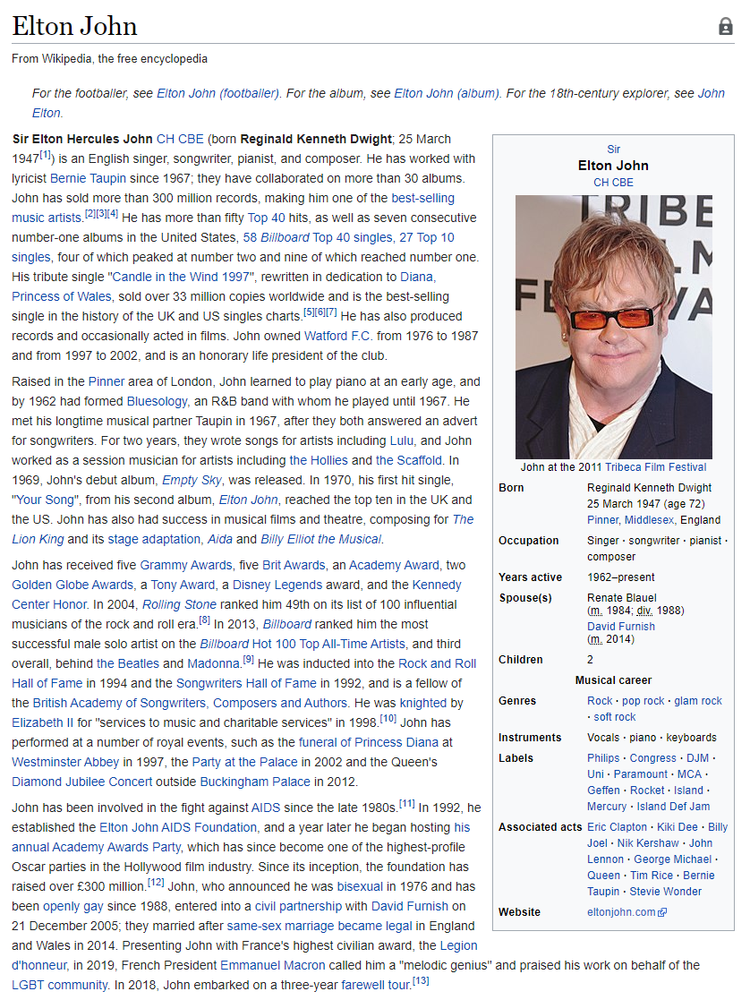 Elton John
From Wikipedia, the free encyclopedia
For the footballer, see Elton John (footballer). For the album, see Elton John (album). For the 18th-century explorer, see John
Elton.
Sir Elton Hercules John CH CBE (born Reginald Kenneth Dwight; 25 March
1947[1]) is an English singer, songwriter, pianist, and composer. He has worked with
lyricist Bernie Taupin since 1967; they have collaborated on more than 30 albums.
John has sold more than 300 million records, making him one of the best-selling
music artists.[2][3][4] He has more than fifty Top 40 hits, as well as seven consecutive
number-one albums in the United States, 58 Billboard Top 40 singles, 27 Top 10
singles, four of which peaked at number two and nine of which reached number one.
His tribute single "Candle in the Wind 1997", rewritten in dedication to Diana,
Princess of Wales, sold over 33 million copies worldwide and is the best-selling
single in the history of the UK and US singles charts.[5][6][7] He has also produced
records and occasionally acted in films. John owned Watford F.C. from 1976 to 1987
and from 1997 to 2002, and is an honorary life president of the club.
Raised in the Pinner area of London, John learned to play piano at an early age, and
by 1962 had formed Bluesology, an R&B band with whom he played until 1967. He
met his longtime musical partner Taupin in 1967, after they both answered an advert
for songwriters. For two years, they wrote songs for artists including Lulu, and John
worked as a session musician for artists including the Hollies and the Scaffold. In
1969, John's debut album, Empty Sky, was released. In 1970, his first hit single,
"Your Song", from his second album, Elton John, reached the top ten in the UK and
the US. John has also had success in musical films and theatre, composing for The
Lion King and its stage adaptation, Aida and Billy Elliot the Musical.
John has received five Grammy Awards, five Brit Awards, an Academy Award, two
Golden Globe Awards, a Tony Award, a Disney Legends award, and the Kennedy
Center Honor. In 2004, Rolling Stone ranked him 49th on its list of 100 influential
musicians of the rock and roll era.[8] In 2013, Billboard ranked him the most
successful male solo artist on the Billboard Hot 100 Top All-Time Artists, and third
overall, behind the Beatles and Madonna.[9] He was inducted into the Rock and Roll
Hall of Fame in 1994 and the Songwriters Hall of Fame in 1992, and is a fellow of
the British Academy of Songwriters, Composers and Authors. He was knighted by
Elizabeth II for "services to music and charitable services" in 1998.[10] John has
performed at a number of royal events, such as the funeral of Princess Diana at
Westminster Abbey in 1997, the Party at the Palace in 2002 and the Queen's
Diamond Jubilee Concert outside Buckingham Palace in 2012.
John has been involved in the fight against AIDS since the late 1980s.[11] In 1992, he
established the Elton John AIDS Foundation, and a year later he began hosting his
annual Academy Awards Party, which has since become one of the highest-profile
Oscar parties in the Hollywood film industry. Since its inception, the foundation has
raised over £300 million.[12] John, who announced he was bisexual in 1976 and has
been openly gay since 1988, entered into a civil partnership with David Furnish on
21 December 2005; they married after same-sex marriage became legal in England
and Wales in 2014. Presenting John with France's highest civilian award, the Legion
d'honneur, in 2019, French President Emmanuel Macron called him a "melodic genius" and praised his work on behalf of the
LGBT community. In 2018, John embarked on a three-year farewell tour.[13]
Sir
Elton John
CH CBE
TRIBE
LM
FE
VA
John at the 2011 Tribeca Film Festival
Born Reginald Kenneth Dwight
25 March 1947 (age 72)
Pinner, Middlesex, England
Occupation Singer · songwriter · pianist ·
composer
Years active 1962–present
Spouse(s) Renate Blauel
(m. 1984; div. 1988)
David Furnish
(m. 2014)
Children 2
Musical career
Genres Rock · pop rock · glam rock
· soft rock
Instruments Vocals · piano · keyboards
Labels Philips · Congress · DJM ·
Uni · Paramount · MCA ·
Geffen · Rocket · Island ·
Mercury · Island Def Jam
Associated acts Eric Clapton · Kiki Dee · Billy
Joel · Nik Kershaw · John
Lennon · George Michael ·
Queen · Tim Rice · Bernie
Taupin · Stevie Wonder
Website eltonjohn.com